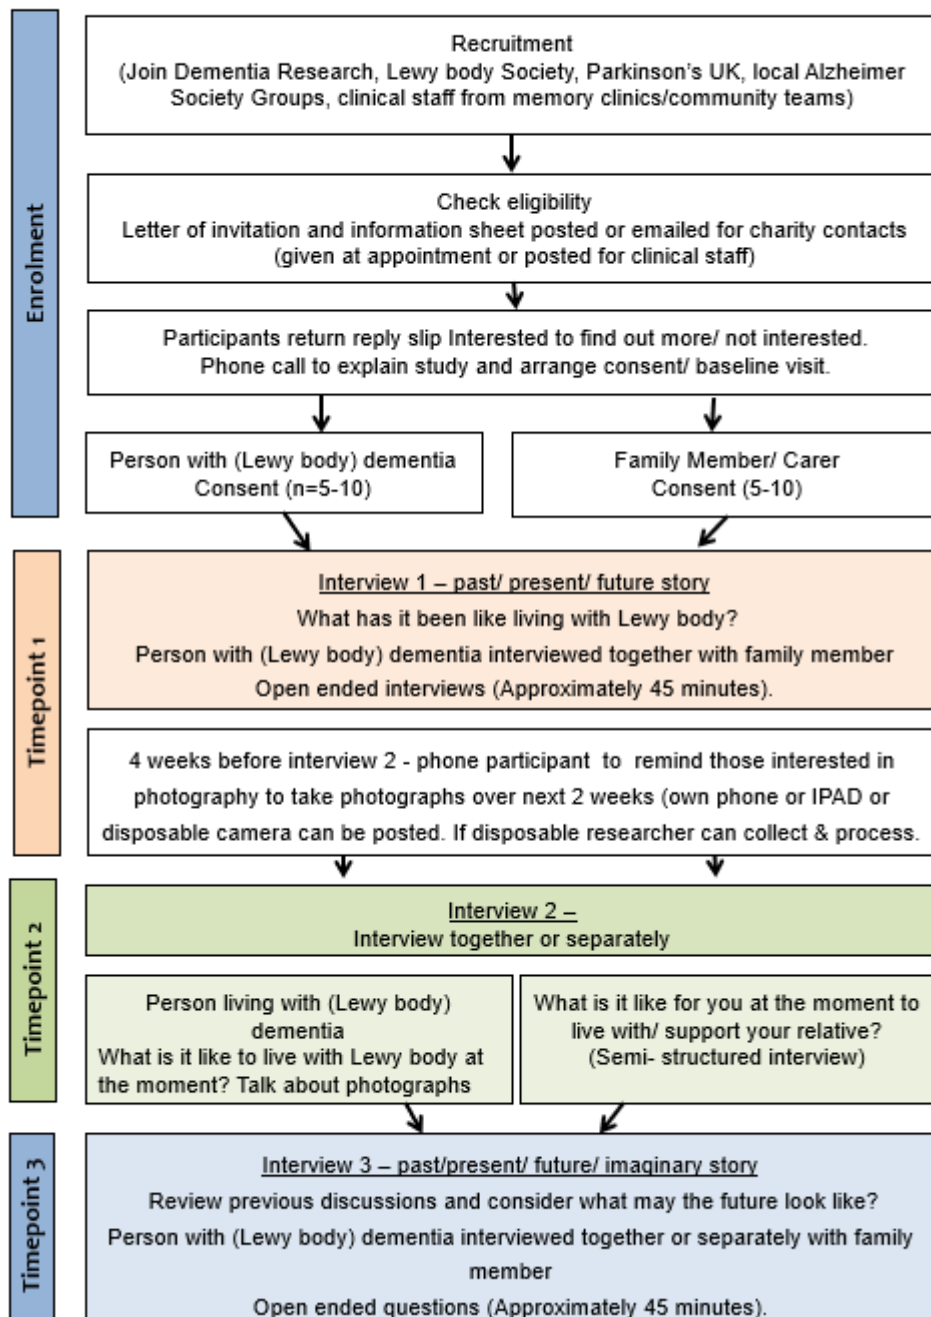 Enrolment
Recruitment
(Join Dementia Research, Lewy body Society, Parkinson's UK, local Alzheimer
Society Groups, clinical staff from memory clinics/community teams)
Check eligibility
Letter of invitation and information sheet posted or emailed for charity contacts
(given at appointment or posted for clinical staff)
Participants return reply slip Interested to find out more/ not interested.
Phone call to explain study and arrange consent/ baseline visit.
Person with (Lewy body) dementia
Consent (n=5-10)
Family Member/ Carer
Consent (5-10)
Timepoint 1
Interview 1 – past/ present/ future story
What has it been like living with Lewy body?
Person with (Lewy body) dementia interviewed together with family member
Open ended interviews (Approximately 45 minutes).
4 weeks before interview 2 - phone participant to remind those interested in
photography to take photographs over next 2 weeks (own phone or IPAD or
disposable camera can be posted. If disposable researcher can collect & process.
Timepoint 2
Interview 2 –
Interview together or separately
Person living with (Lewy body)
dementia
What is it like to live with Lewy body at
the moment? Talk about photographs
What is it like for you at the moment to
live with/ support your relative?
(Semi- structured interview)
Timepoint 3
Interview 3 – past/present/ future/ imaginary story
Review previous discussions and consider what may the future look like?
Person with (Lewy body) dementia interviewed together or separately with family
member
Open ended questions (Approximately 45 minutes).